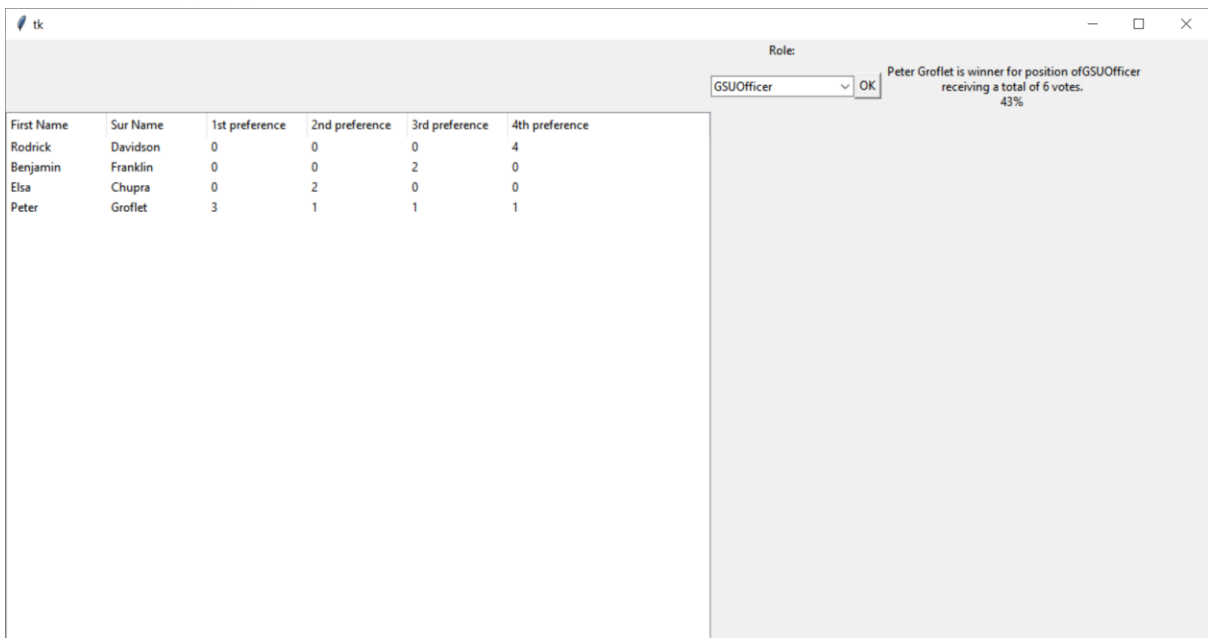 tk
Role:
GSUOfficer OK
Peter Groflet is winner for position ofGSUOfficer
receiving a total of 6 votes.
43%
First Name Sur Name 1st preference 2nd preference 3rd preference 4th preference
Rodrick Davidson 0 0 0 4
Benjamin Franklin 0 0 2 0
Elsa Chupra 0 2 0 0
Peter Groflet 3 1 1 1